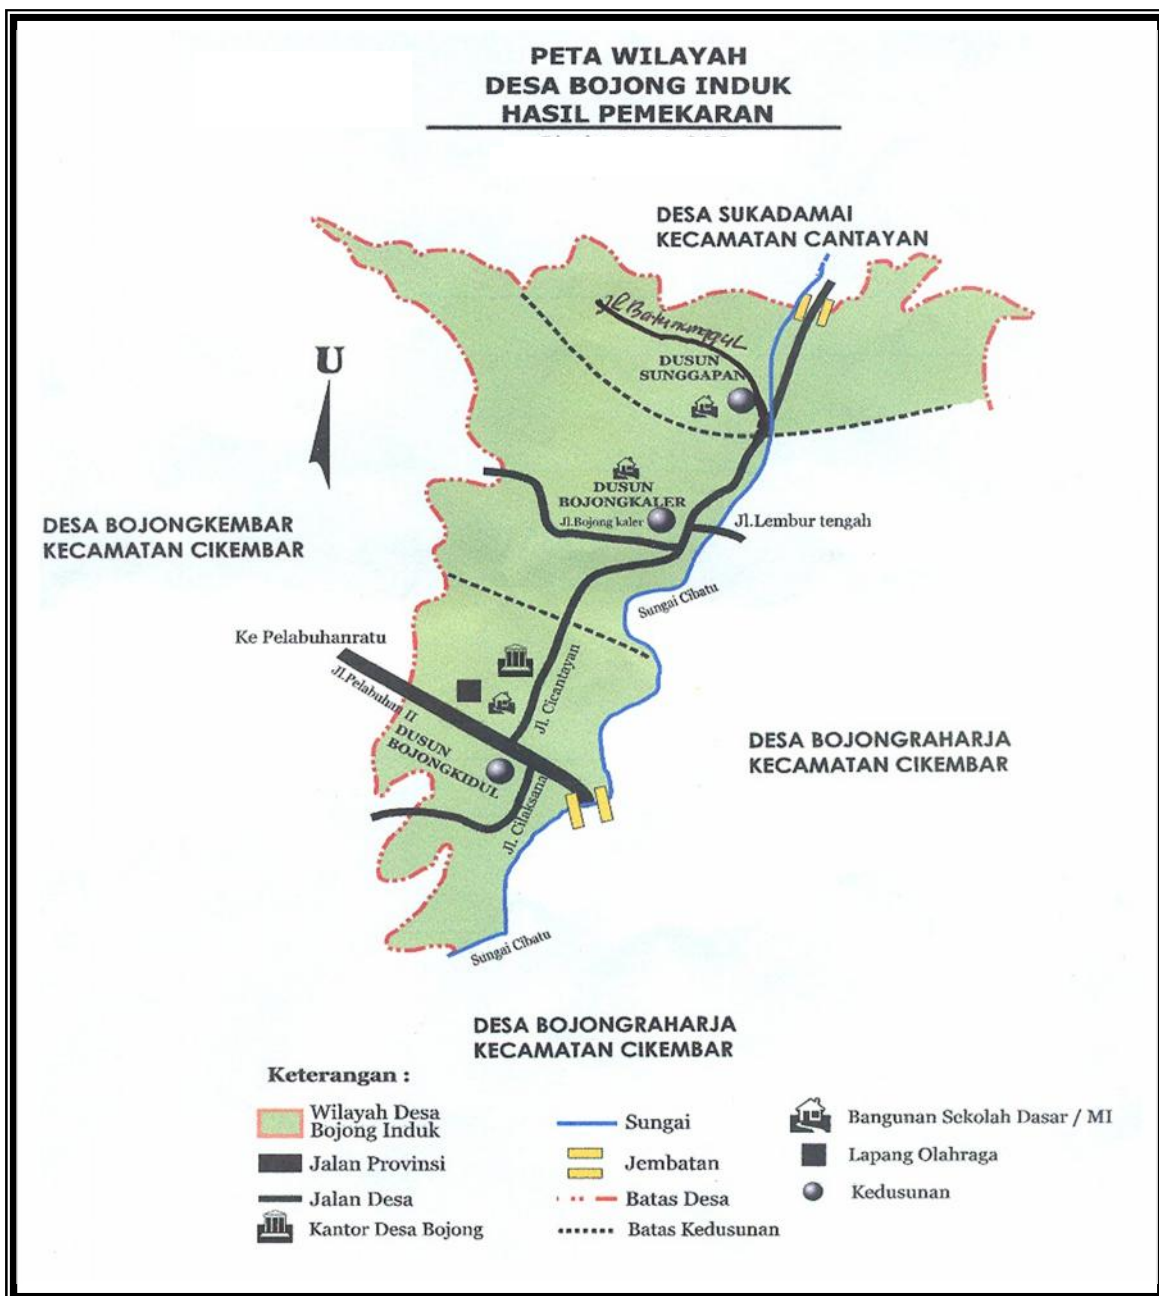 PETA WILAYAH
DESA BOJONG INDUK
HASIL PEMEKARAN
DESA SUKADAMAI
KECAMATAN CANTAYAN
U
Jl Batununggul
DUSUN
SUNGGAPAN
DUSUN
BOJONGKALER
Jl.Bojong kaler
Jl.Lembur tengah
DESA BOJONGKEMBAR
KECAMATAN CIKEMBAR
Sungai Cibatu
Ke Pelabuhanratu
Jl.Pelabuhan II
Jl. Cicantayan
DUSUN
BOJONGKIDUL
DESA BOJONGRAHARJA
KECAMATAN CIKEMBAR
Jl. Cilaksana
Sungai Cibatu
DESA BOJONGRAHARJA
KECAMATAN CIKEMBAR
Keterangan :
Wilayah Desa
Bojong Induk
Jalan Provinsi
Jalan Desa
Kantor Desa Bojong
Sungai
Jembatan
Batas Desa
Batas Kedusunan
Bangunan Sekolah Dasar / MI
Lapang Olahraga
Kedusunan